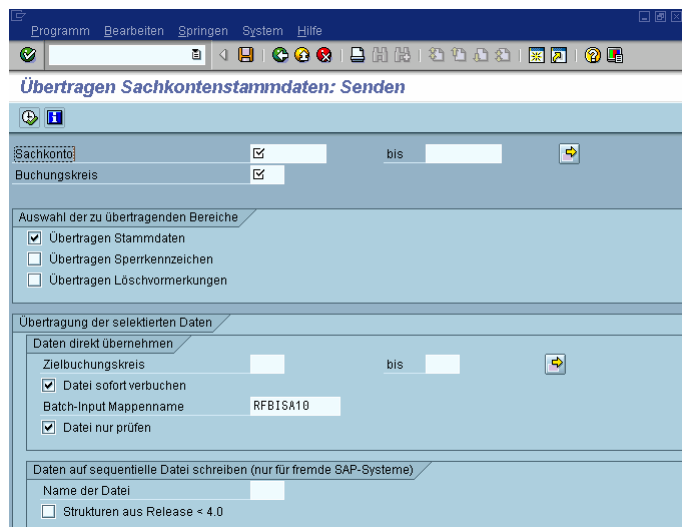 Programm Bearbeiten Springen System Hilfe
Übertragen Sachkontenstammdaten: Senden
Sachkonto bis
Buchungskreis
Auswahl der zu übertragenden Bereiche
Übertragen Stammdaten
Übertragen Sperrkennzeichen
Übertragen Löschvormerkungen
Übertragung der selektierten Daten
Daten direkt übernehmen
Zielbuchungskreis bis
Datei sofort verbuchen
Batch-Input Mappenname RFBISA10
Datei nur prüfen
Daten auf sequentielle Datei schreiben (nur für fremde SAP-Systeme)
Name der Datei
Strukturen aus Release < 4.0